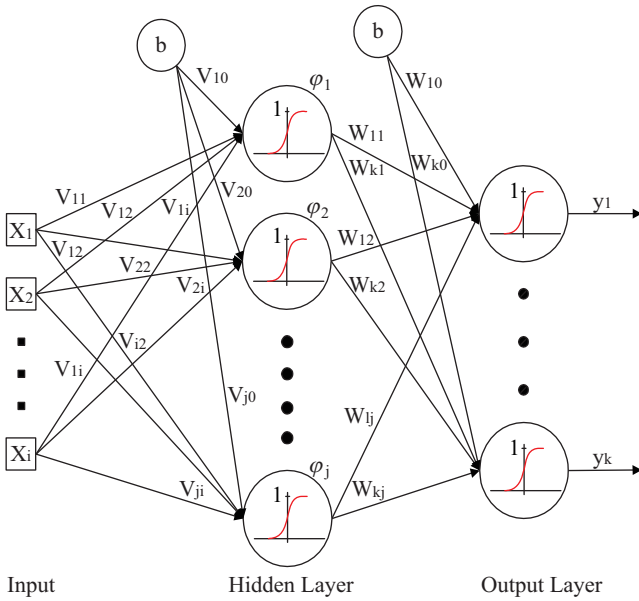 b
b
V10
φ1
W10
1
W11
Wk0
V11
V12
V1i
V20
Wk1
1
y1
X1
V12
φ2
W12
V22
1
X2
V2i
Wk2
Vi2
V1i
Vj0
Wlj
Xi
φj
1
yk
Vji
1
Wkj
Input
Hidden Layer
Output Layer